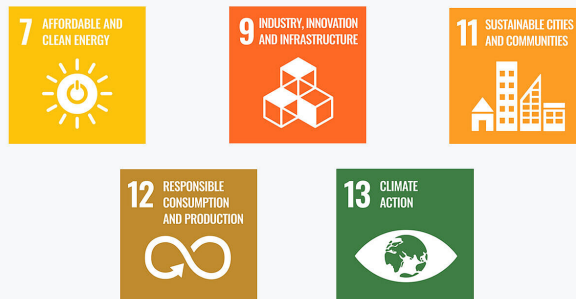 7 AFFORDABLE AND
CLEAN ENERGY
9 INDUSTRY, INNOVATION
AND INFRASTRUCTURE
11 SUSTAINABLE CITIES
AND COMMUNITIES
12 RESPONSIBLE
CONSUMPTION
AND PRODUCTION
13 CLIMATE
ACTION